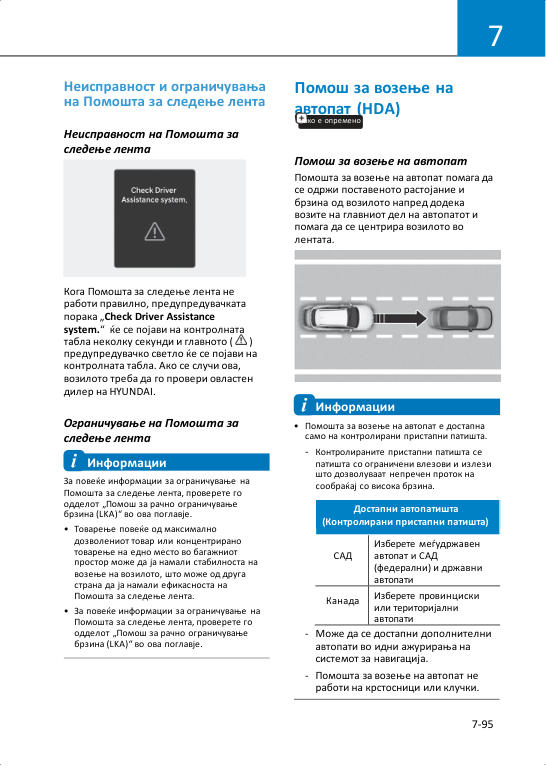 7
Неисправност и ограничувања
на Помошта за следење лента
Неисправност на Помошта за
следење лента
Check Driver
Assistance system.
Кога Помошта за следење лента не
работи правилно, предупредувачката
порака „Check Driver Assistance
system.“ ќе се појави на контролната
табла неколку секунди и главното ( )
предупредувачко светло ќе се појави на
контролната табла. Ако се случи ова,
возилото треба да го провери овластен
дилер на HYUNDAI.
Ограничување на Помошта за
следење лента
i Информации
За повеќе информации за ограничување на
Помошта за следење лента, проверете го
одделот „Помош за рачно ограничување
брзина (LKA)“ во ова поглавје.
• Товарење повеќе од максимално
дозволениот товар или концентрирано
товарење на едно место во багажниот
простор може да ја намали стабилноста на
возење на возилото, што може од друга
страна да ја намали ефикасноста на
Помошта за следење лента.
• За повеќе информации за ограничување на
Помошта за следење лента, проверете го
одделот „Помош за рачно ограничување
брзина (LKA)“ во ова поглавје.
Помош за возење на
автопат (HDA)
ако е опремено
Помош за возење на автопат
Помошта за возење на автопат помага да
се одржи поставеното растојание и
брзина од возилото напред додека
возите на главниот дел на автопатот и
помага да се центрира возилото во
лентата.
i Информации
• Помошта за возење на автопат е достапна
само на контролирани пристапни патишта.
- Контролираните пристапни патишта се
патишта со ограничени влезови и излези
што дозволуваат непречен проток на
сообраќај со висока брзина.
Достапни автопатишта
(Контролирани пристапни патишта)
САД
Изберете меѓудржавен
автопат и САД
(федерални) и државни
автопати
Канада
Изберете провинциски
или територијални
автопати
- Може да се достапни дополнителни
автопати во идни ажурирања на
системот за навигација.
- Помошта за возење на автопат не
работи на крстосници или клучки.
7-95